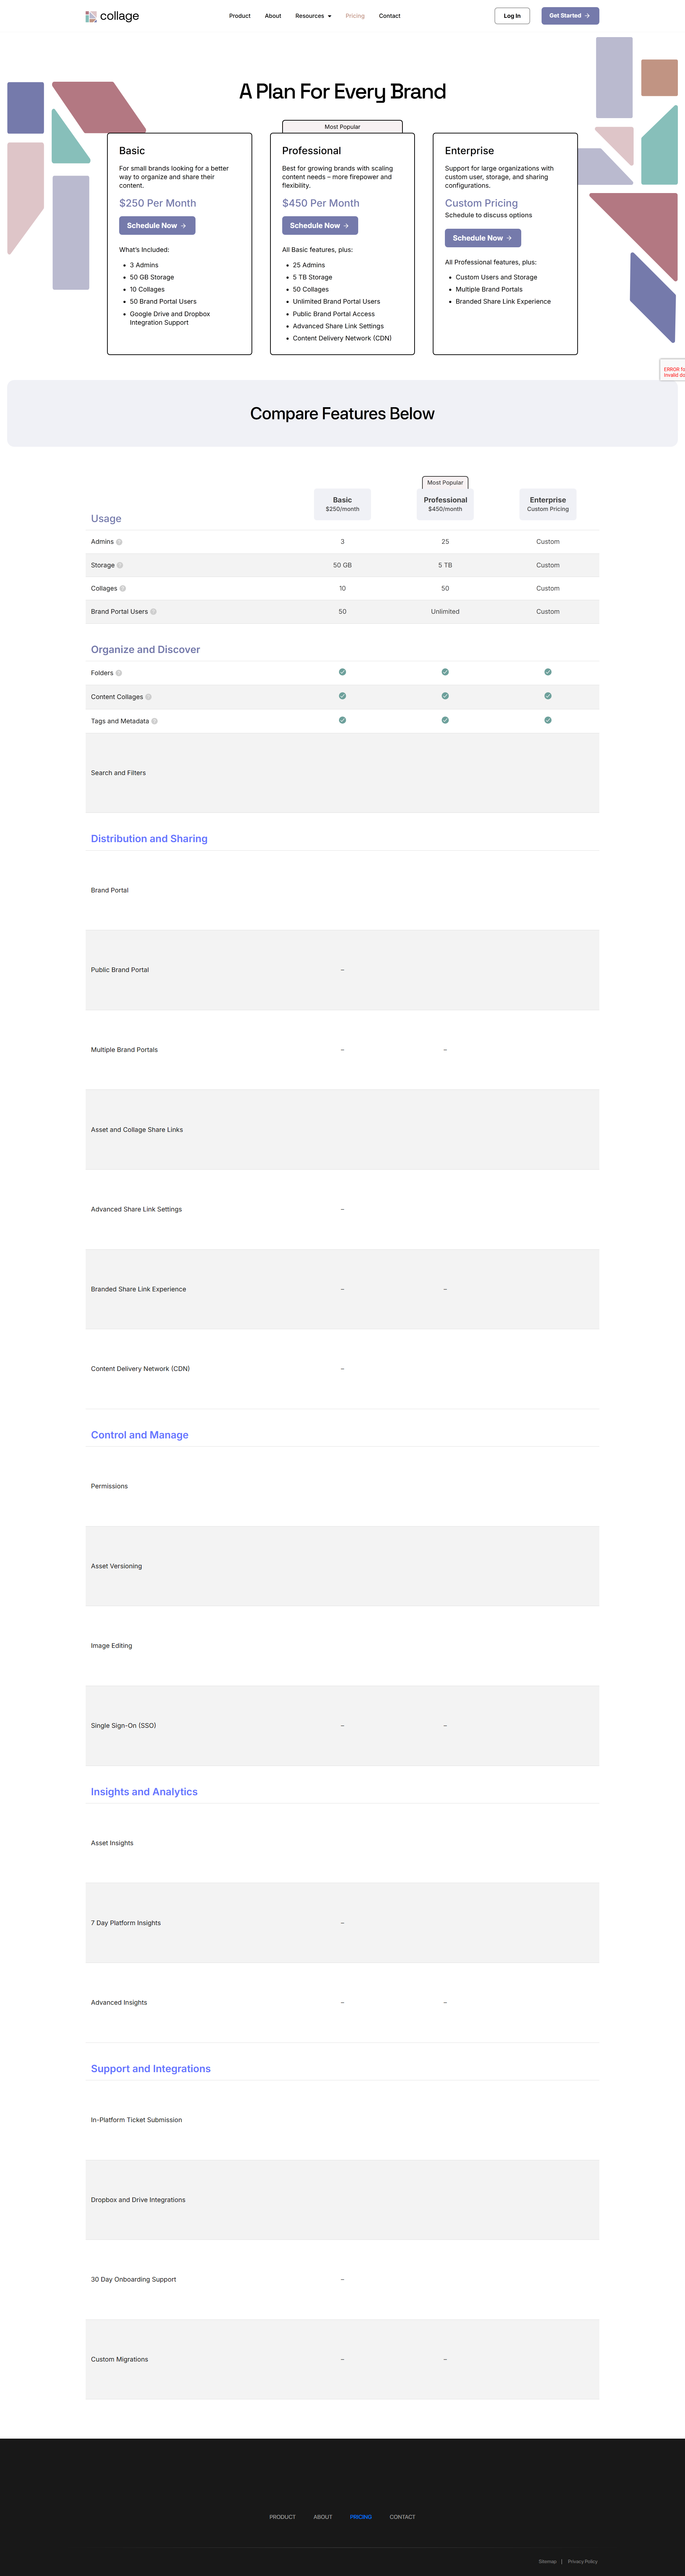 collage
Product About Resources Pricing Contact
Log In
Get Started →
A Plan For Every Brand
Basic
For small brands looking for a better
way to organize and share their
content.
$250 Per Month
Schedule Now →
What's Included:
• 3 Admins
• 50 GB Storage
• 10 Collages
• 50 Brand Portal Users
• Google Drive and Dropbox
Integration Support
Most Popular
Professional
Best for growing brands with scaling
content needs – more firepower and
flexibility.
$450 Per Month
Schedule Now →
All Basic features, plus:
• 25 Admins
• 5 TB Storage
• 50 Collages
• Unlimited Brand Portal Users
• Public Brand Portal Access
• Advanced Share Link Settings
• Content Delivery Network (CDN)
Enterprise
Support for large organizations with
custom user, storage, and sharing
configurations.
Custom Pricing
Schedule to discuss options
Schedule Now →
All Professional features, plus:
• Custom Users and Storage
• Multiple Brand Portals
• Branded Share Link Experience
ERROR fo
Invalid do
Compare Features Below
Most Popular
Usage
Basic
$250/month
Professional
$450/month
Enterprise
Custom Pricing
Admins 3 25 Custom
Storage 50 GB 5 TB Custom
Collages 10 50 Custom
Brand Portal Users 50 Unlimited Custom
Organize and Discover
Folders
Content Collages
Tags and Metadata
Search and Filters
Distribution and Sharing
Brand Portal
Public Brand Portal –
Multiple Brand Portals – –
Asset and Collage Share Links
Advanced Share Link Settings –
Branded Share Link Experience – –
Content Delivery Network (CDN) –
Control and Manage
Permissions
Asset Versioning
Image Editing
Single Sign-On (SSO) – –
Insights and Analytics
Asset Insights
7 Day Platform Insights –
Advanced Insights – –
Support and Integrations
In-Platform Ticket Submission
Dropbox and Drive Integrations
30 Day Onboarding Support –
Custom Migrations – –
PRODUCT ABOUT PRICING CONTACT
Sitemap | Privacy Policy